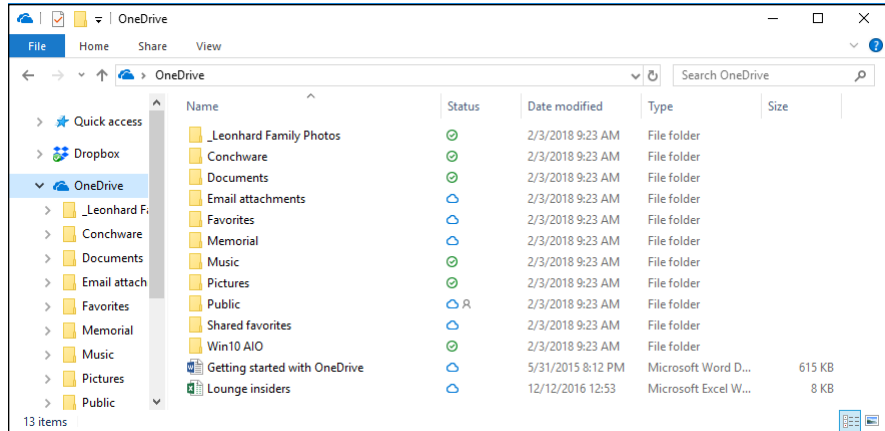 OneDrive
File Home Share View
OneDrive Search OneDrive
Name Status Date modified Type Size
Quick access
_Leonhard Family Photos 2/3/2018 9:23 AM File folder
Dropbox
Conchware 2/3/2018 9:23 AM File folder
Documents 2/3/2018 9:23 AM File folder
OneDrive
Email attachments 2/3/2018 9:23 AM File folder
_Leonhard Fa
Favorites 2/3/2018 9:23 AM File folder
Conchware
Memorial 2/3/2018 9:23 AM File folder
Documents
Music 2/3/2018 9:23 AM File folder
Email attach
Pictures 2/3/2018 9:23 AM File folder
Favorites
Public 2/3/2018 9:23 AM File folder
Memorial
Shared favorites 2/3/2018 9:23 AM File folder
Music
Win10 AIO 2/3/2018 9:23 AM File folder
Pictures
Getting started with OneDrive 5/31/2015 8:12 PM Microsoft Word D... 615 KB
Public
Lounge insiders 12/12/2016 12:53 Microsoft Excel W... 8 KB
13 items